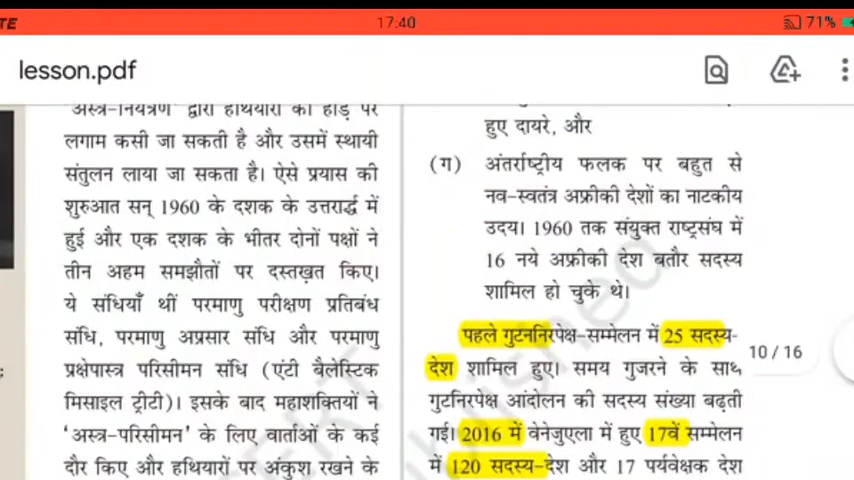 17:40
71%
lesson.pdf
'अस्त्र-नियंत्रण' द्वारा हथियारों की होड़ पर
लगाम कसी जा सकती है और उसमें स्थायी
संतुलन लाया जा सकता है। ऐसे प्रयास की
शुरुआत सन् 1960 के दशक के उत्तरार्द्ध में
हुई और एक दशक के भीतर दोनों पक्षों ने
तीन अहम समझौतों पर दस्तख़त किए।
ये संधियाँ थीं परमाणु परीक्षण प्रतिबंध
संधि, परमाणु अप्रसार संधि और परमाणु
प्रक्षेपास्त्र परिसीमन संधि (एंटी बैलेस्टिक
मिसाइल ट्रीटी)। इसके बाद महाशक्तियों ने
'अस्त्र-परिसीमन' के लिए वार्ताओं के कई
दौर किए और हथियारों पर अंकुश रखने के
हुए दायरे, और
(ग) अंतर्राष्ट्रीय फलक पर बहुत से
नव-स्वतंत्र अफ्रीकी देशों का नाटकीय
उदय। 1960 तक संयुक्त राष्ट्रसंघ में
16 नये अफ्रीकी देश बतौर सदस्य
शामिल हो चुके थे।
पहले गुटननिरपेक्ष-सम्मेलन में 25 सदस्य-
देश शामिल हुए। समय गुजरने के साथ
गुटनिरपेक्ष आंदोलन की सदस्य संख्या बढ़ती
गई। 2016 में वेनेजुएला में हुए 17वें सम्मेलन
में 120 सदस्य-देश और 17 पर्यवेक्षक देश
10 / 16